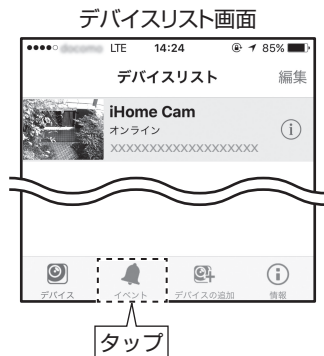 デバイスリスト画面
LTE 14:24 85%
デバイスリスト 編集
iHome Cam
オンライン
XXXXXXXXXXXXXXXXXXXX
デバイス イベント デバイスの追加 情報
タップ